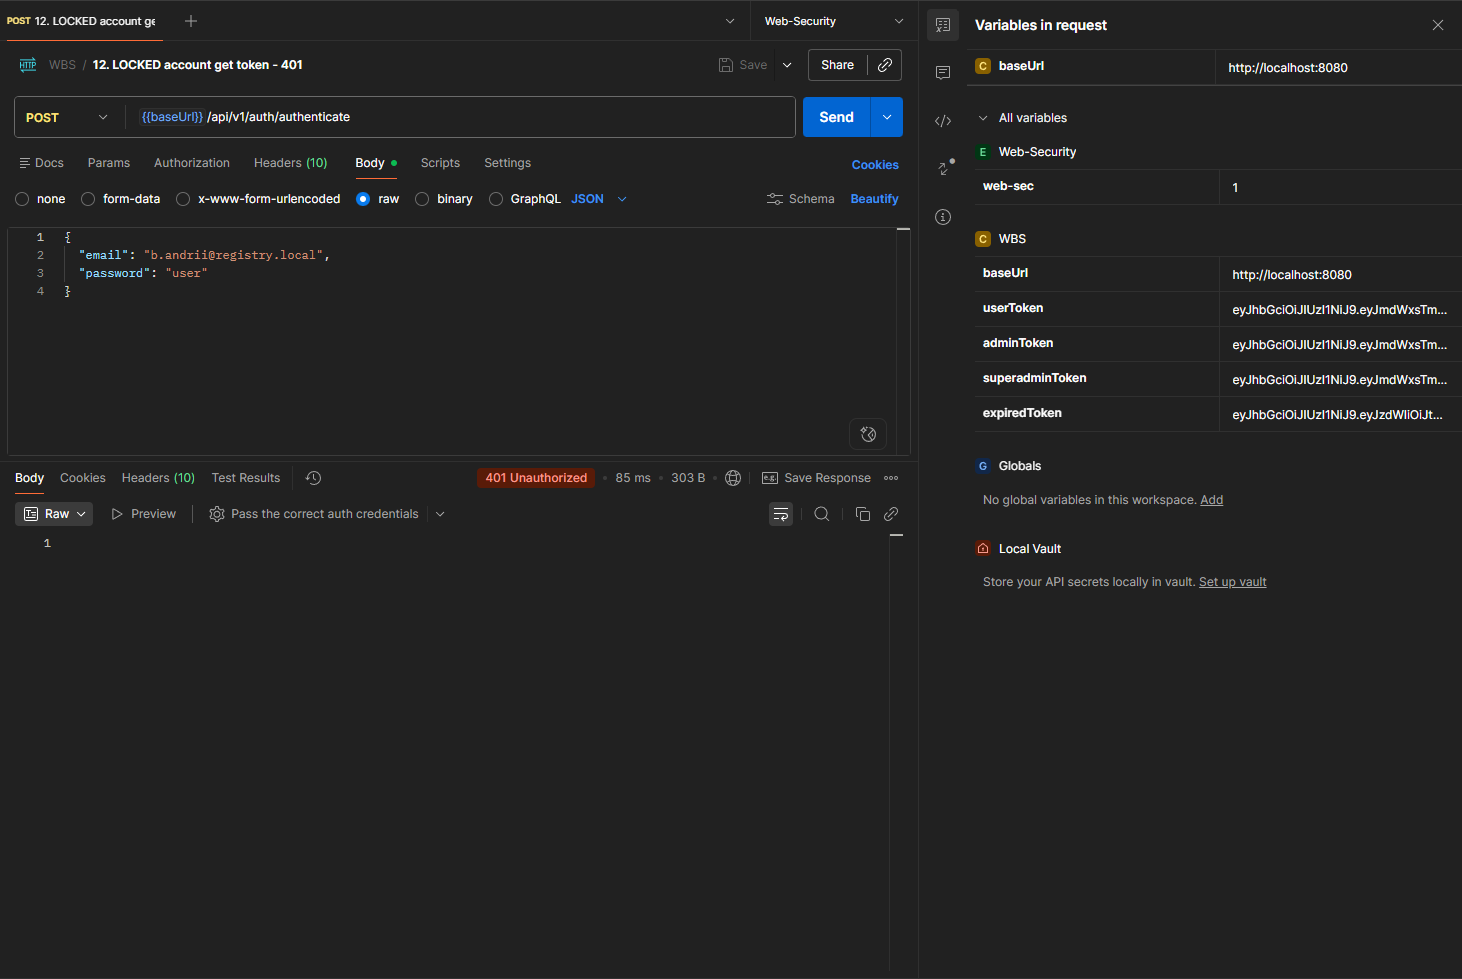 POST 12. LOCKED account ge
Web-Security
HTTP WBS / 12. LOCKED account get token - 401
Save
Share
POST
{{baseUrl}} /api/v1/auth/authenticate
Send
Docs Params Authorization Headers (10) Body Scripts Settings
Cookies
none form-data x-www-form-urlencoded raw binary GraphQL JSON
Schema Beautify
1 {
2 "email": "b.andrii@registry.local",
3 "password": "user"
4 }
Body Cookies Headers (10) Test Results
401 Unauthorized 85 ms 303 B e.g. Save Response
Raw Preview Pass the correct auth credentials
1
Variables in request
C baseUrl http://localhost:8080
All variables
E Web-Security
web-sec 1
C WBS
baseUrl http://localhost:8080
userToken eyJhbGciOiJIUzI1NiJ9.eyJmdWxsTm...
adminToken eyJhbGciOiJIUzI1NiJ9.eyJmdWxsTm...
superadminToken eyJhbGciOiJIUzI1NiJ9.eyJmdWxsTm...
expiredToken eyJhbGciOiJIUzI1NiJ9.eyJzdWIiOiJt...
G Globals
No global variables in this workspace. Add
Local Vault
Store your API secrets locally in vault. Set up vault